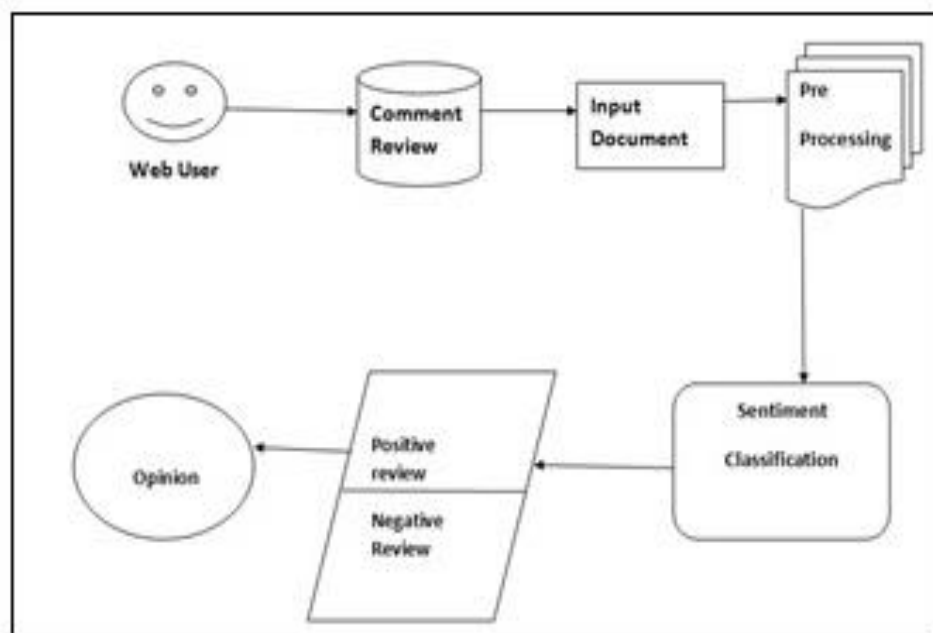 Web User
Comment
Review
Input
Document
Pre
Processing
Sentiment
Classification
Positive
review
Negative
Review
Opinion